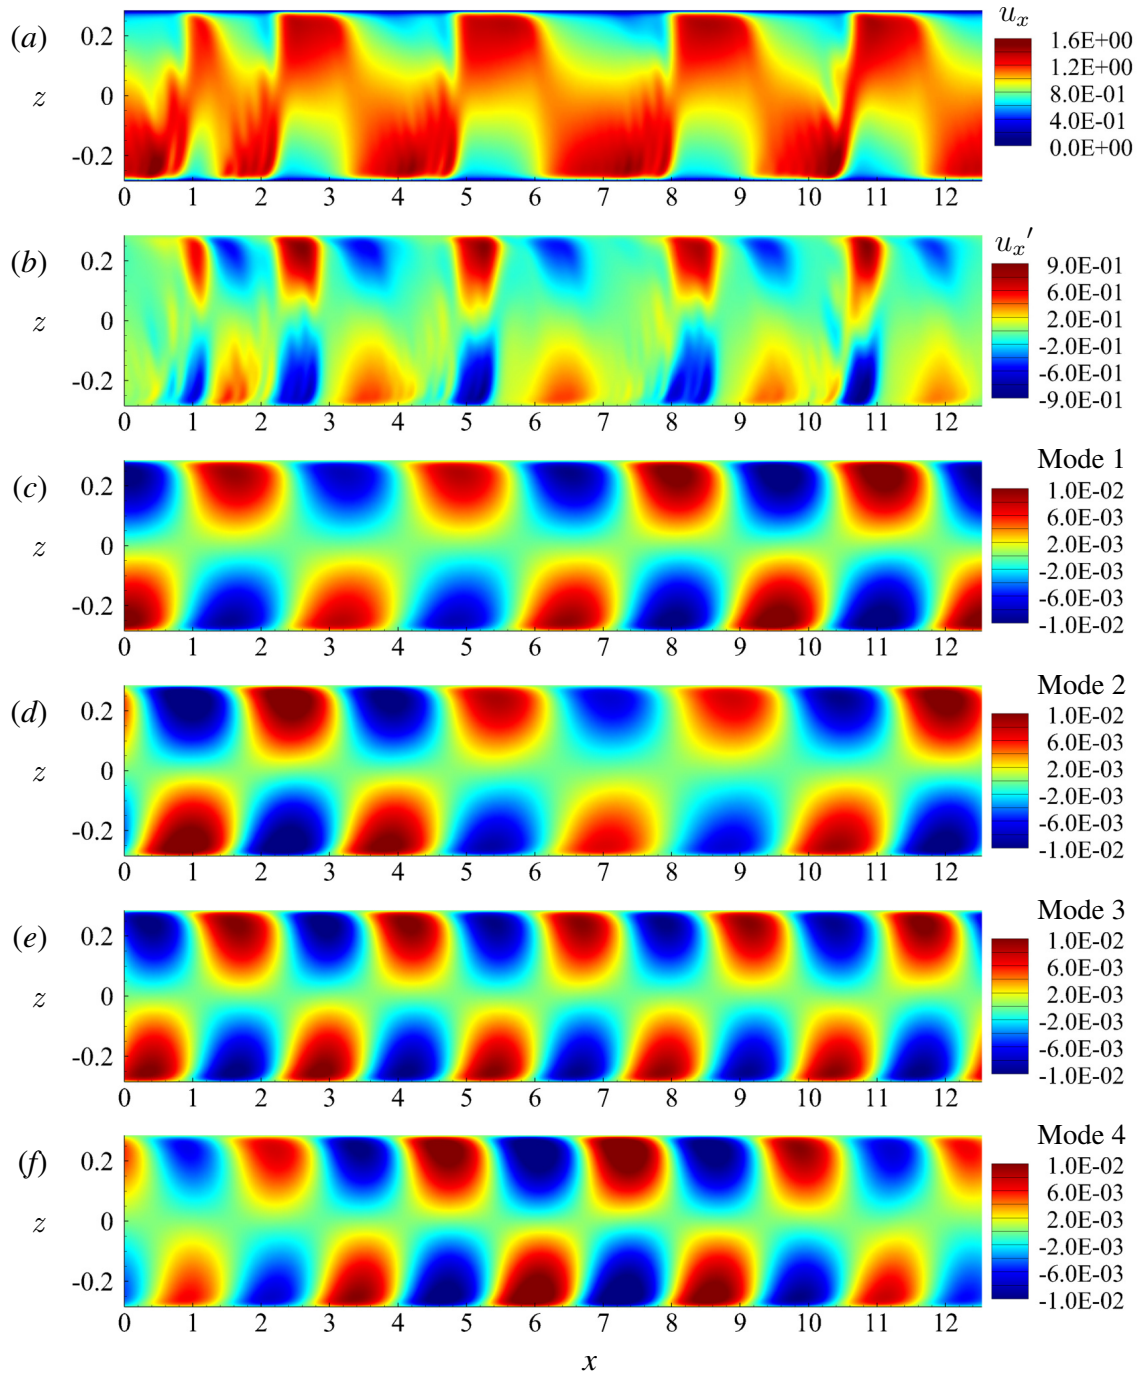 (a)
z
0.2
0
-0.2
0 1 2 3 4 5 6 7 8 9 10 11 12
u_x
1.6E+00
1.2E+00
8.0E-01
4.0E-01
0.0E+00
(b)
z
0.2
0
-0.2
0 1 2 3 4 5 6 7 8 9 10 11 12
u_x′
9.0E-01
6.0E-01
2.0E-01
-2.0E-01
-6.0E-01
-9.0E-01
(c)
z
0.2
0
-0.2
0 1 2 3 4 5 6 7 8 9 10 11 12
Mode 1
1.0E-02
6.0E-03
2.0E-03
-2.0E-03
-6.0E-03
-1.0E-02
(d)
z
0.2
0
-0.2
0 1 2 3 4 5 6 7 8 9 10 11 12
Mode 2
1.0E-02
6.0E-03
2.0E-03
-2.0E-03
-6.0E-03
-1.0E-02
(e)
z
0.2
0
-0.2
0 1 2 3 4 5 6 7 8 9 10 11 12
Mode 3
1.0E-02
6.0E-03
2.0E-03
-2.0E-03
-6.0E-03
-1.0E-02
(f)
z
0.2
0
-0.2
0 1 2 3 4 5 6 7 8 9 10 11 12
Mode 4
1.0E-02
6.0E-03
2.0E-03
-2.0E-03
-6.0E-03
-1.0E-02
x